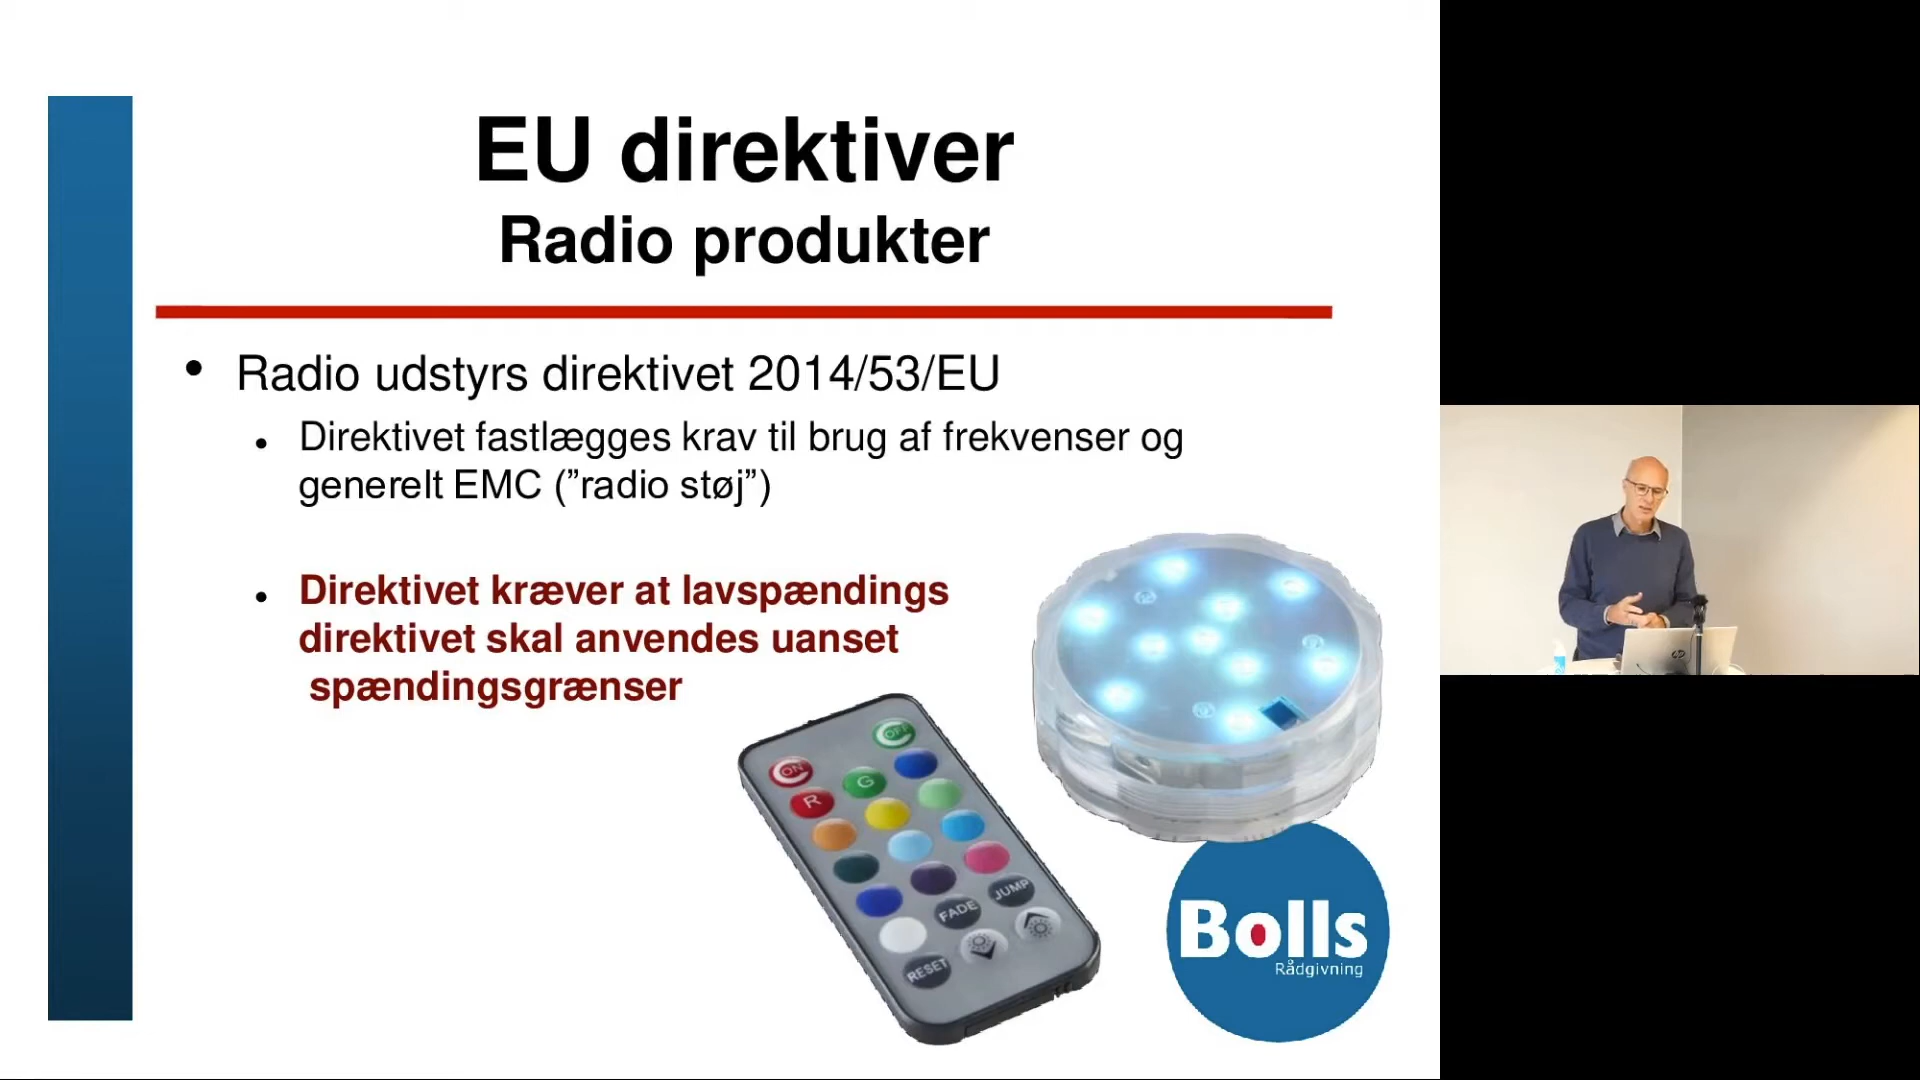 EU direktiver
Radio produkter
• Radio udstyrs direktivet 2014/53/EU
• Direktivet fastlægges krav til brug af frekvenser og
generelt EMC (”radio støj”)
• Direktivet kræver at lavspændings
direktivet skal anvendes uanset
spændingsgrænser
OFF
ON
G
R
JUMP
FADE
RESET
Bolls
Rådgivning
hp